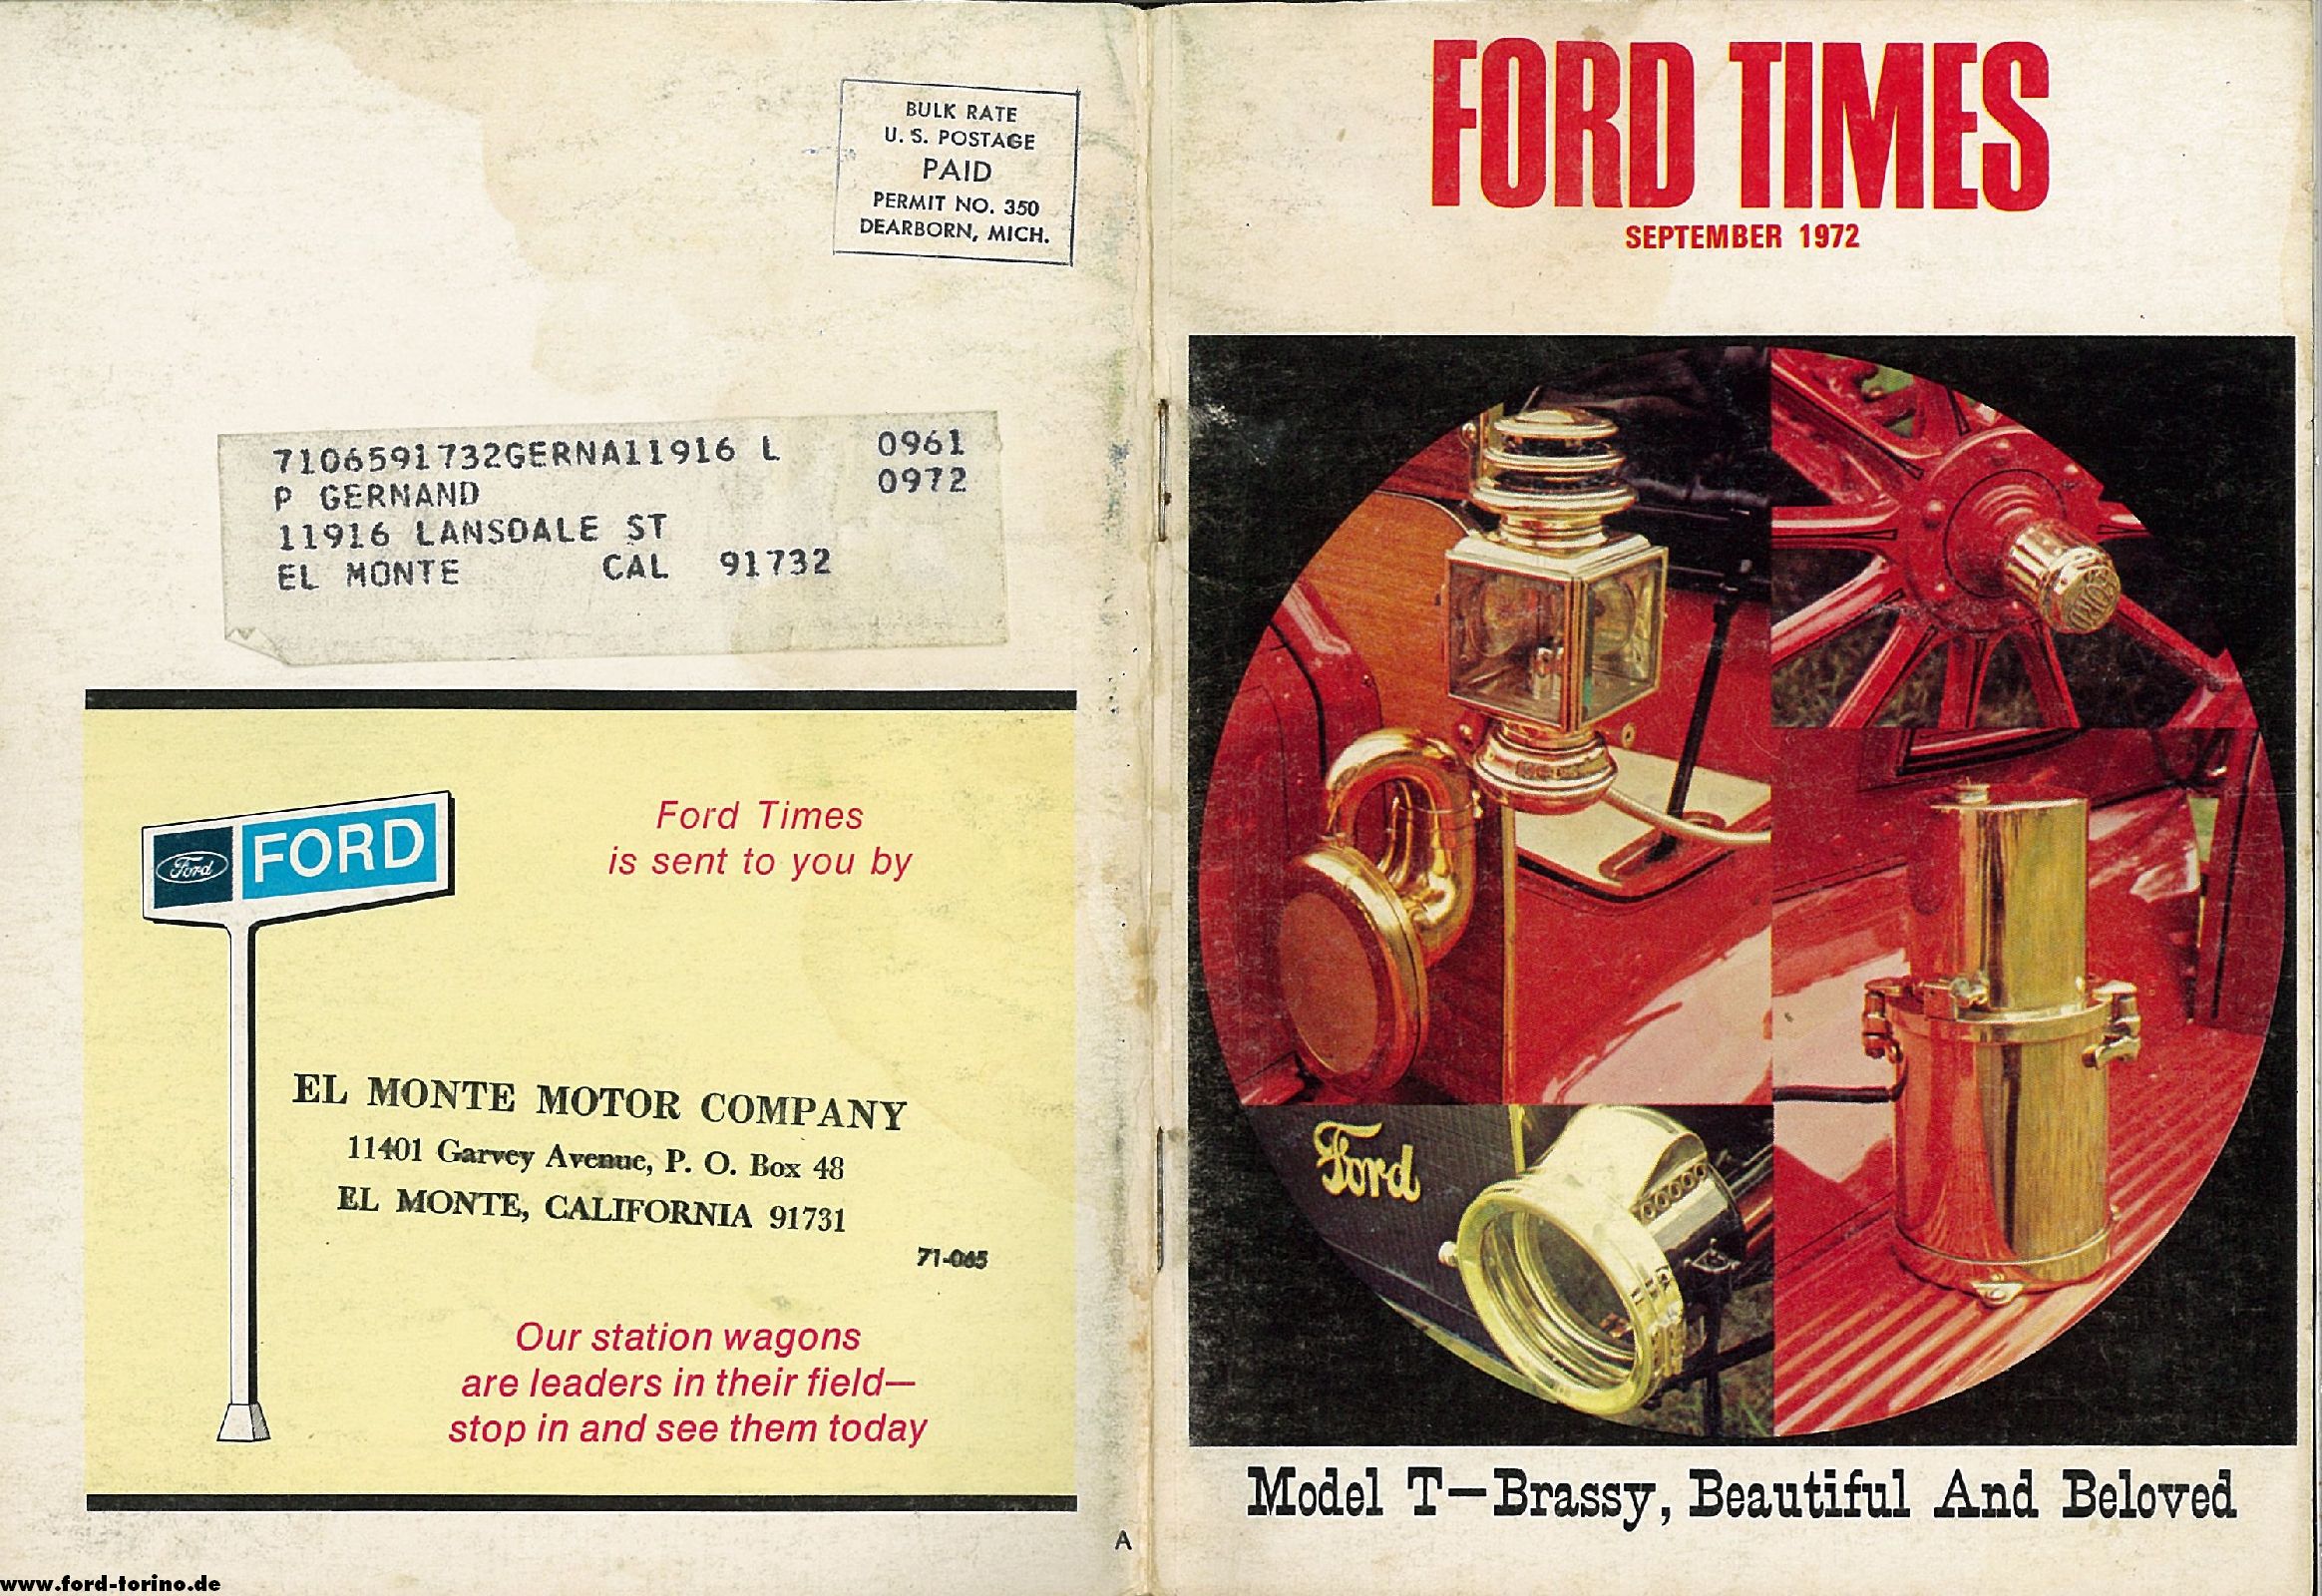 BULK RATE
U. S. POSTAGE
PAID
PERMIT NO. 350
DEARBORN, MICH.
7106591732GERNA11916 L 0961
P GERNAND 0972
11916 LANSDALE ST
EL MONTE CAL 91732
Ford FORD
Ford Times
is sent to you by
EL MONTE MOTOR COMPANY
11401 Garvey Avenue, P. O. Box 48
EL MONTE, CALIFORNIA 91731
71-065
Our station wagons
are leaders in their field—
stop in and see them today
A
www.ford-torino.de
FORD TIMES
SEPTEMBER 1972
Ford
Model T—Brassy, Beautiful And Beloved